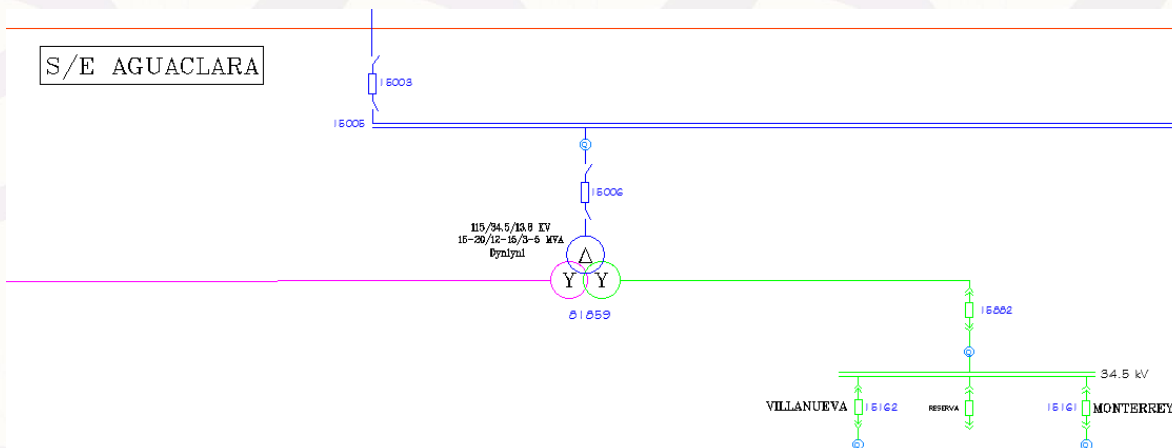 S/E AGUACLARA
15003
15005
15006
115/34.5/13.8 KV
15-20/12-16/3-5 MVA
Dyn1yn1
Δ
Y Y
81859
15882
34.5 kV
VILLANUEVA 15162 RESERVA 15161 MONTERREY